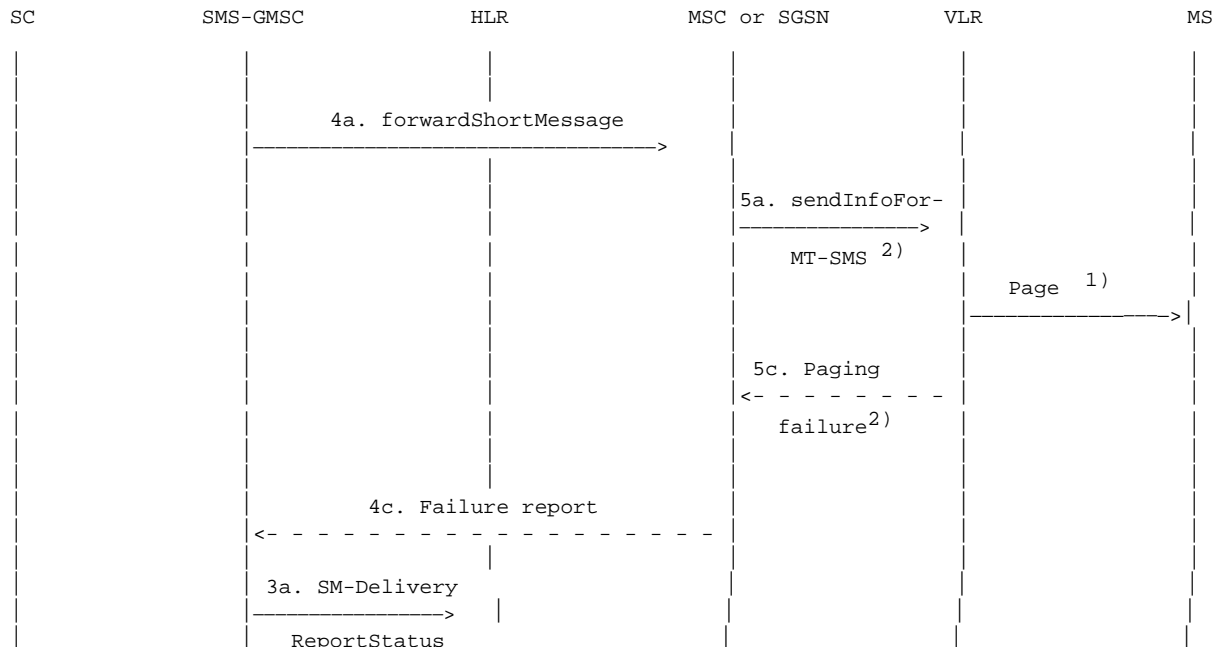 SC SMS-GMSC HLR MSC or SGSN VLR MS
4a. forwardShortMessage
5a. sendInfoFor-
MT-SMS 2)
Page 1)
5c. Paging
failure2)
4c. Failure report
3a. SM-Delivery
ReportStatus